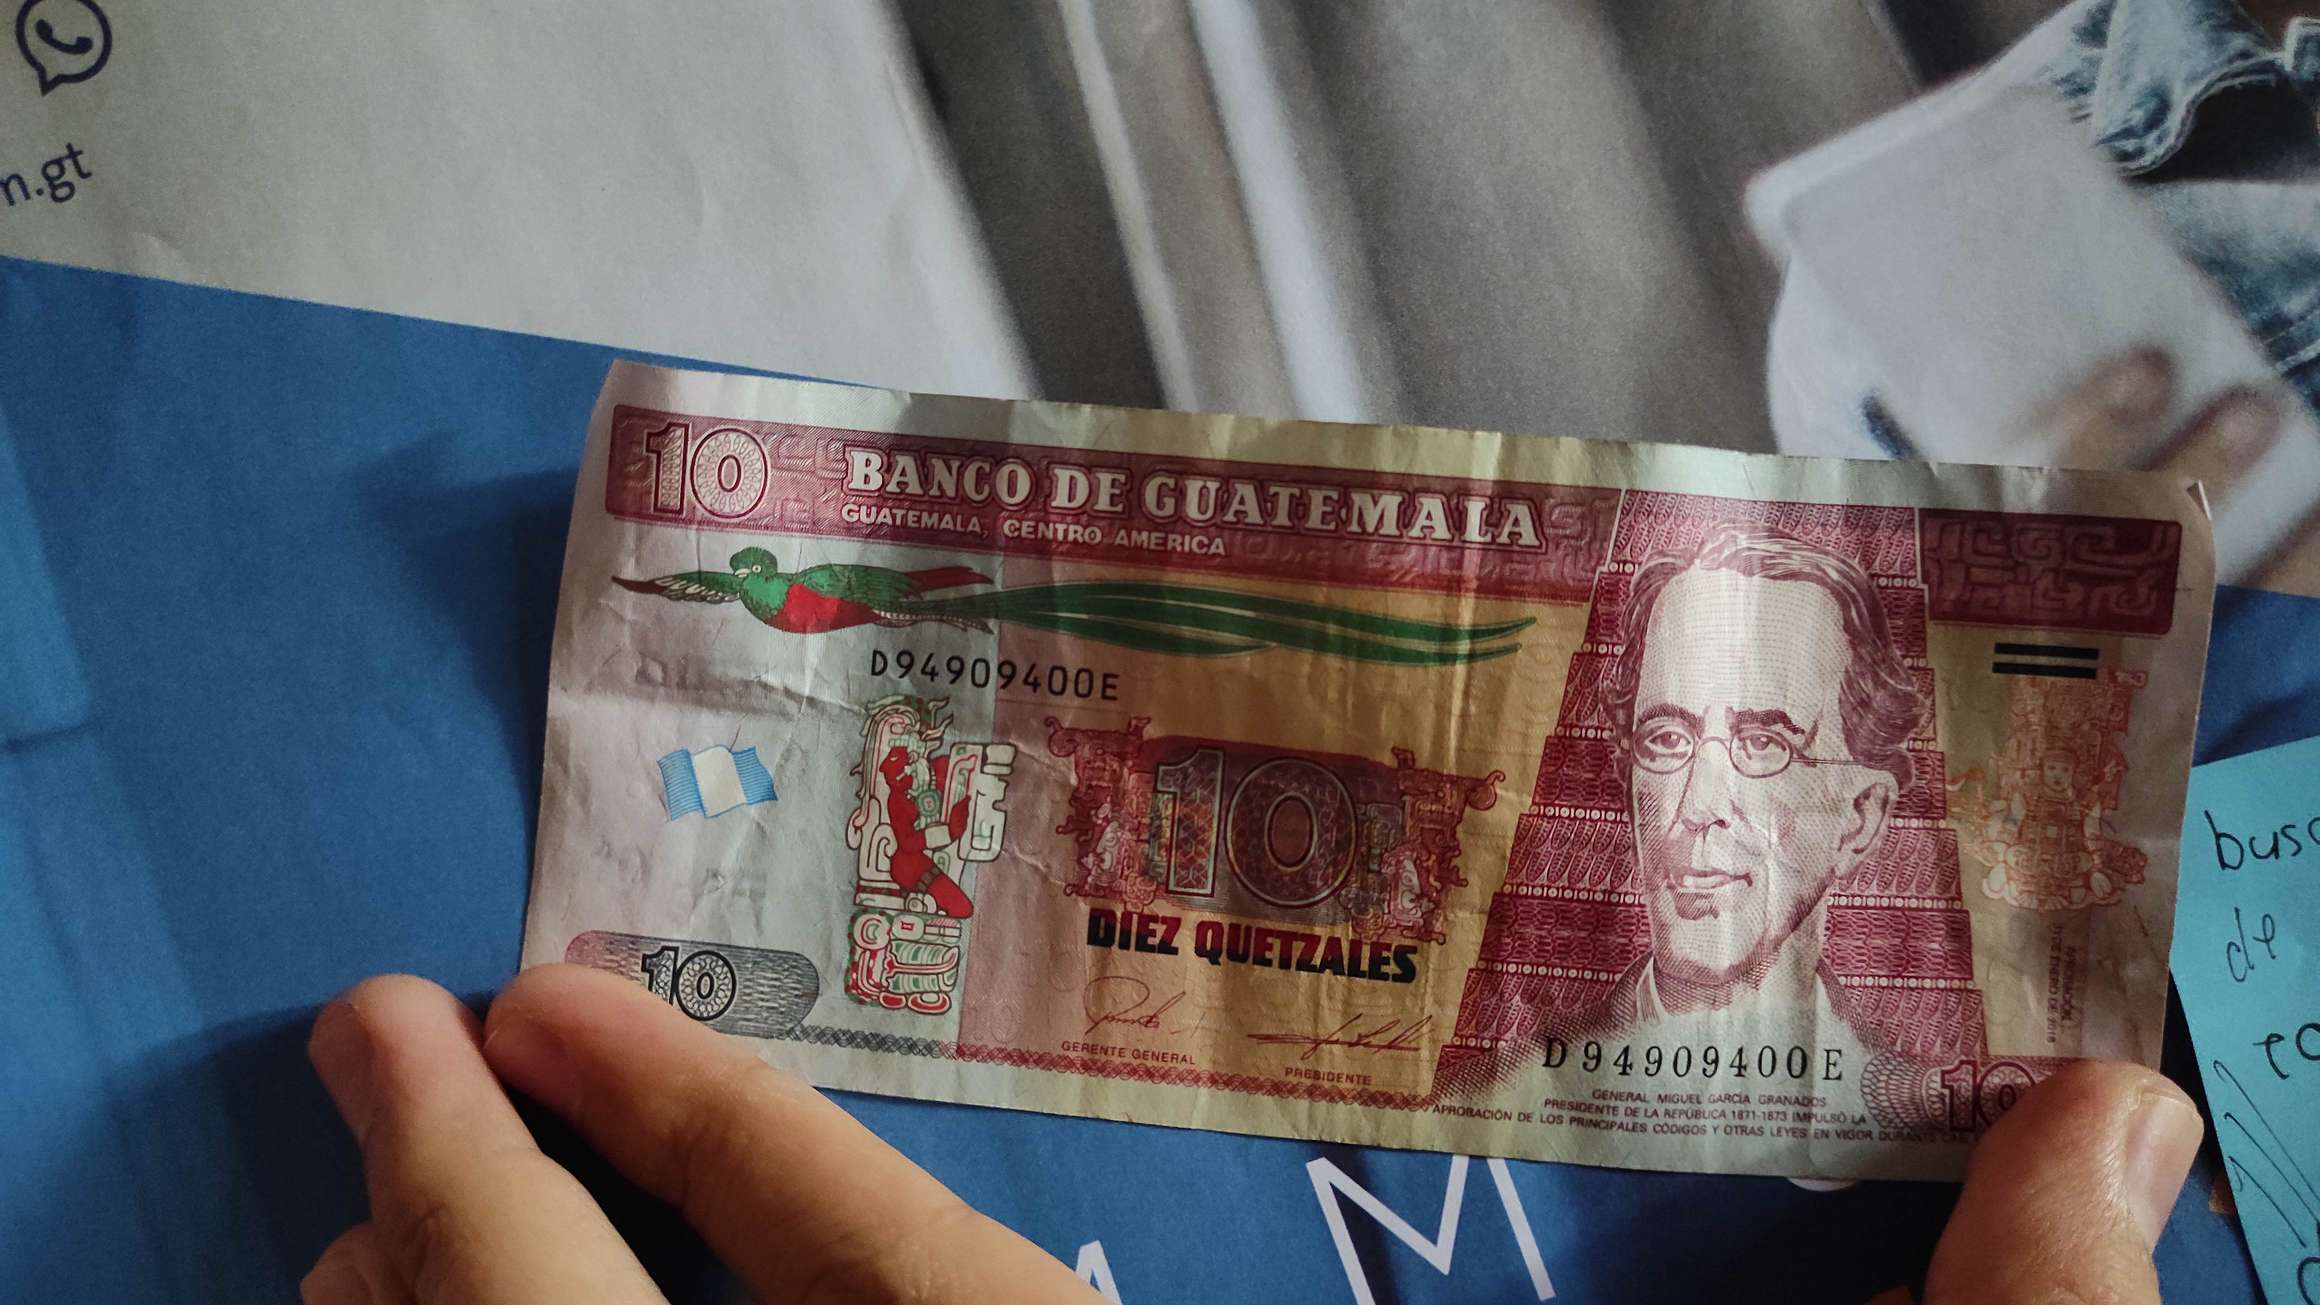 n.gt
10
BANCO DE GUATEMALA
GUATEMALA, CENTRO AMERICA
D94909400E
10
DIEZ QUETZALES
10
GERENTE GENERAL
PRESIDENTE
D94909400E
10
GENERAL MIGUEL GARCIA GRANADOS
PRESIDENTE DE LA REPÚBLICA 1871-1873 IMPULSÓ LA
APROBACIÓN DE LOS PRINCIPALES CÓDIGOS Y OTRAS LEYES EN VIGOR DURANTE
busc
de
M